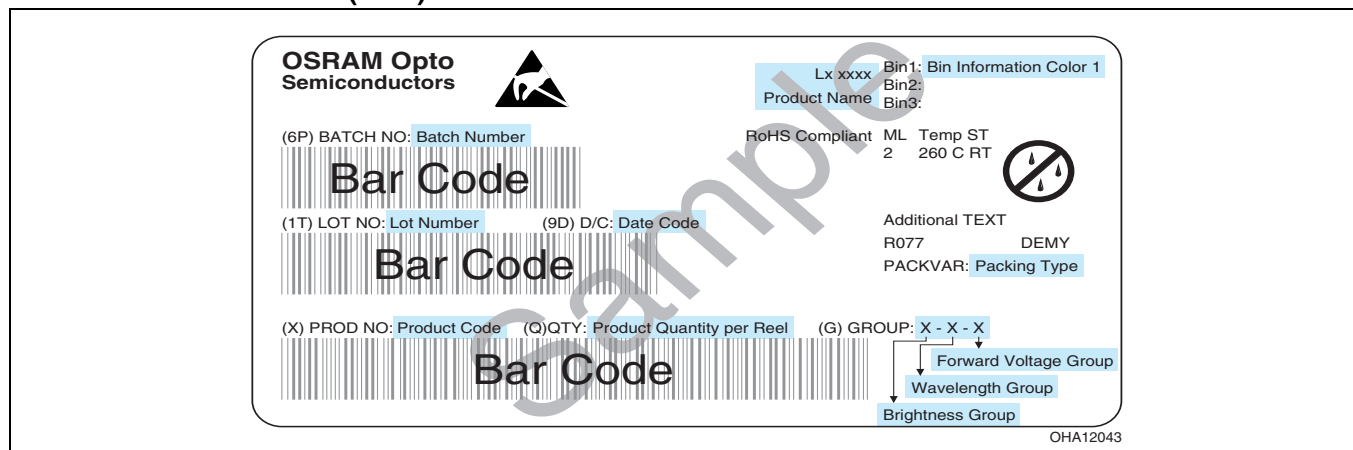 OSRAM Opto
Semiconductors
Lx xxxx
Product Name
Bin1: Bin Information Color 1
Bin2:
Bin3:
(6P) BATCH NO: Batch Number
Bar Code
RoHS Compliant
ML Temp ST
2 260 C RT
(1T) LOT NO: Lot Number (9D) D/C: Date Code
Bar Code
Additional TEXT
R077 DEMY
PACKVAR: Packing Type
(X) PROD NO: Product Code (Q)QTY: Product Quantity per Reel (G) GROUP: X - X - X
Bar Code
Forward Voltage Group
Wavelength Group
Brightness Group
Sample
OHA12043